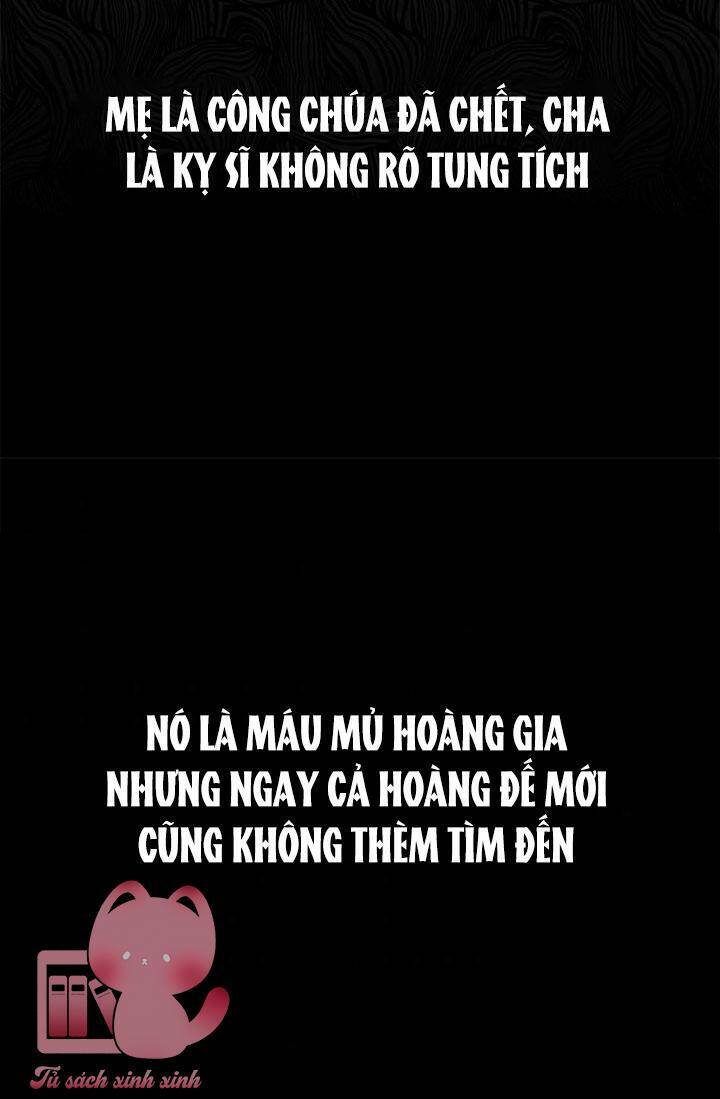 MẸ LÀ CÔNG CHÚA ĐÃ CHẾT, CHA
LÀ KỴ SĨ KHÔNG RÕ TUNG TÍCH
NÓ LÀ MÁU MỦ HOÀNG GIA
NHƯNG NGAY CẢ HOÀNG ĐẾ MỚI
CŨNG KHÔNG THÈM TÌM ĐẾN
Tủ sách xinh xinh